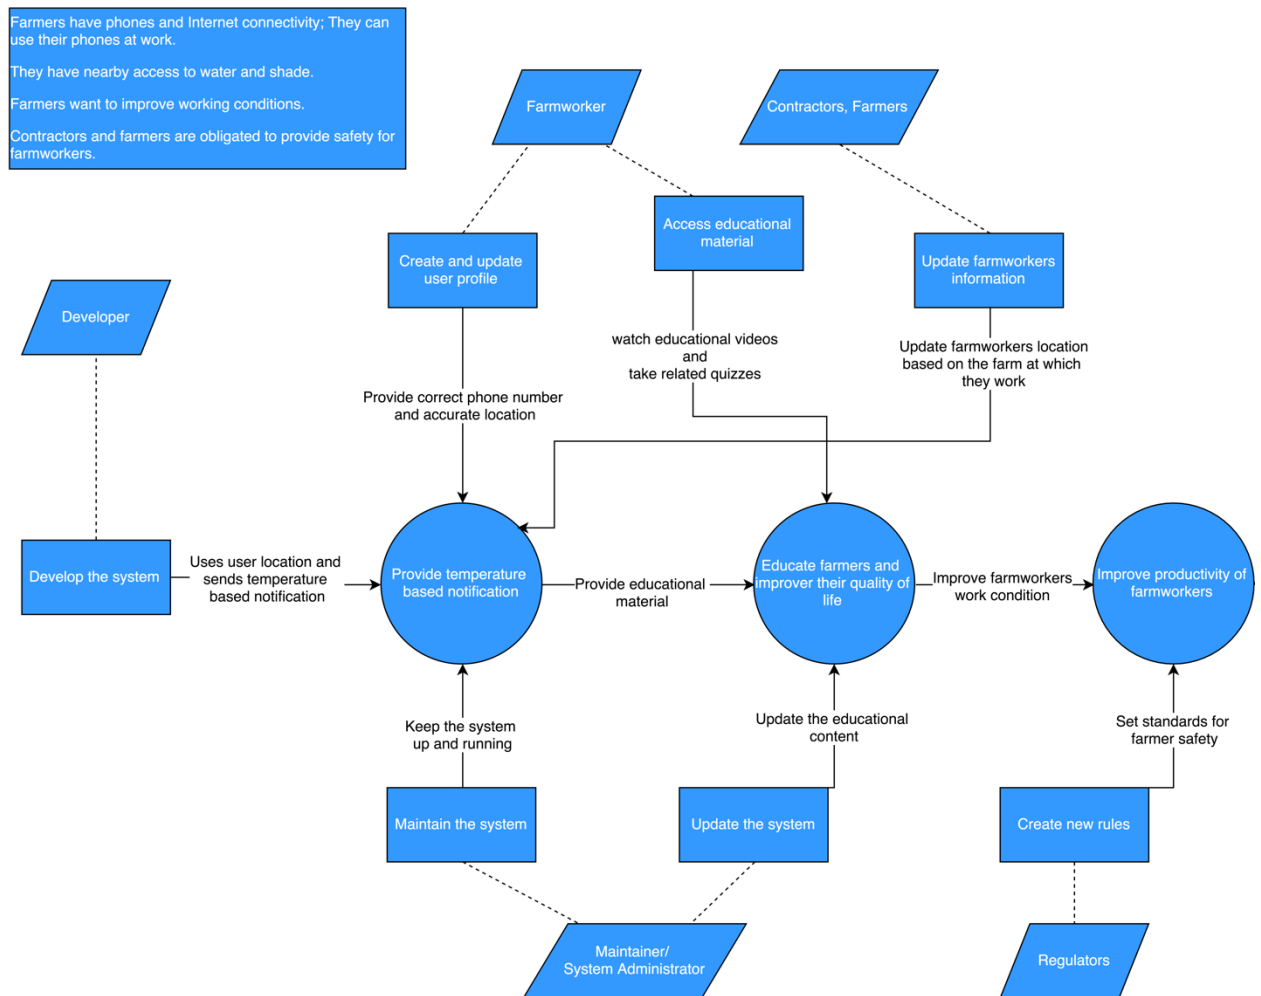 Farmers have phones and Internet connectivity; They can
use their phones at work.
They have nearby access to water and shade.
Farmers want to improve working conditions.
Contractors and farmers are obligated to provide safety for
farmworkers.
Farmworker
Contractors, Farmers
Access educational
material
Create and update
user profile
Update farmworkers
information
Developer
watch educational videos
and
take related quizzes
Update farmworkers location
based on the farm at which
they work
Provide correct phone number
and accurate location
Develop the system
Uses user location and
sends temperature
based notification
Provide temperature
based notification
Provide educational
material
Educate farmers and
improver their quality of
life
Improve farmworkers
work condition
Improve productivity of
farmworkers
Keep the system
up and running
Update the educational
content
Set standards for
farmer safety
Maintain the system
Update the system
Create new rules
Maintainer/
System Administrator
Regulators